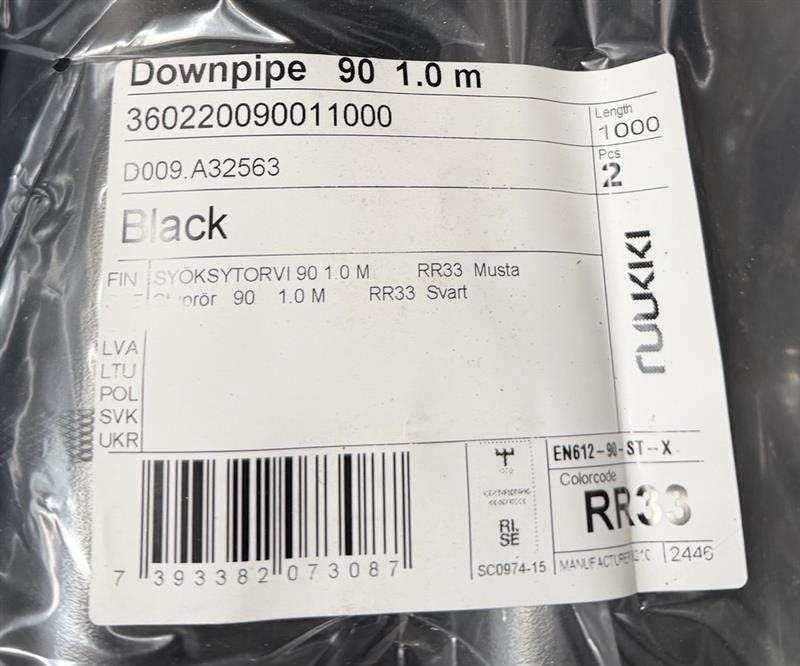 Downpipe 90 1.0 m
360220090011000
Length
1000
D009.A32563
Pcs
2
Black
RUUKKI
FIN SYÖKSYTORVI 90 1.0 M RR33 Musta
90 1.0 M RR33 Svart
LVA
LTU
POL
SVK
UKR
EN612-90-ST--X
Colorcode
RR33
RI.
SE
7 393382 073087
SC0974-15
2446